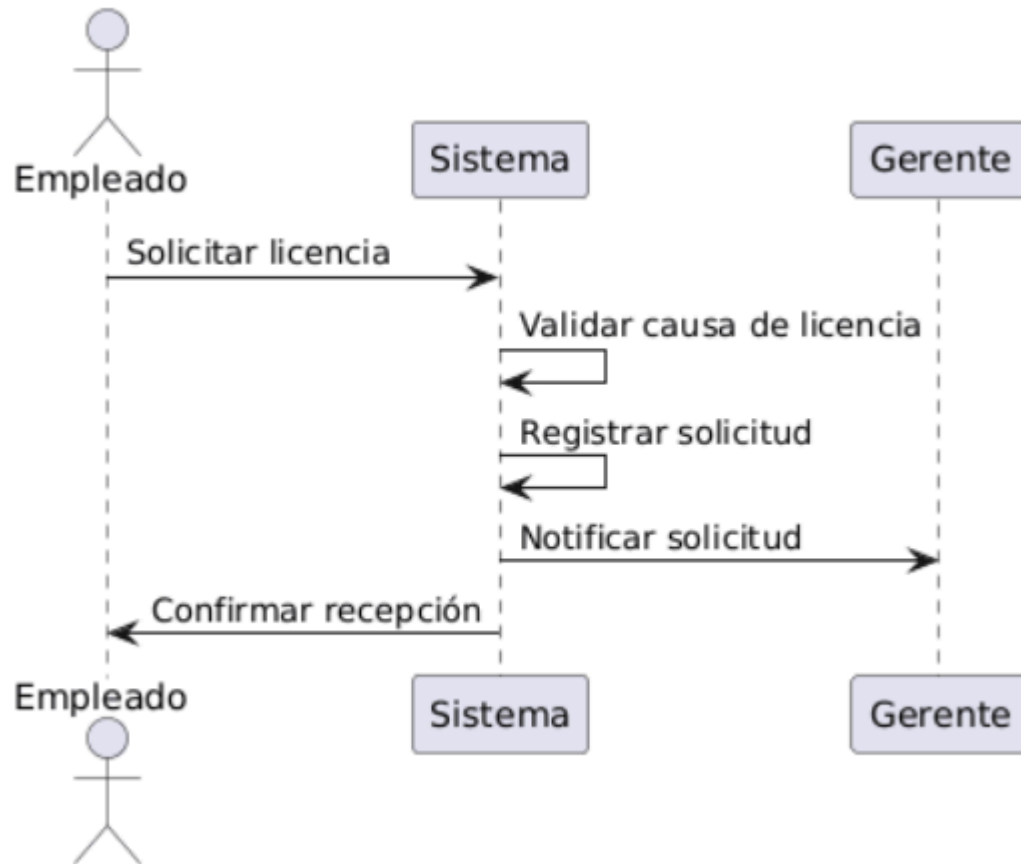 Empleado
Sistema
Gerente
Solicitar licencia
Validar causa de licencia
Registrar solicitud
Notificar solicitud
Confirmar recepción
Empleado
Sistema
Gerente